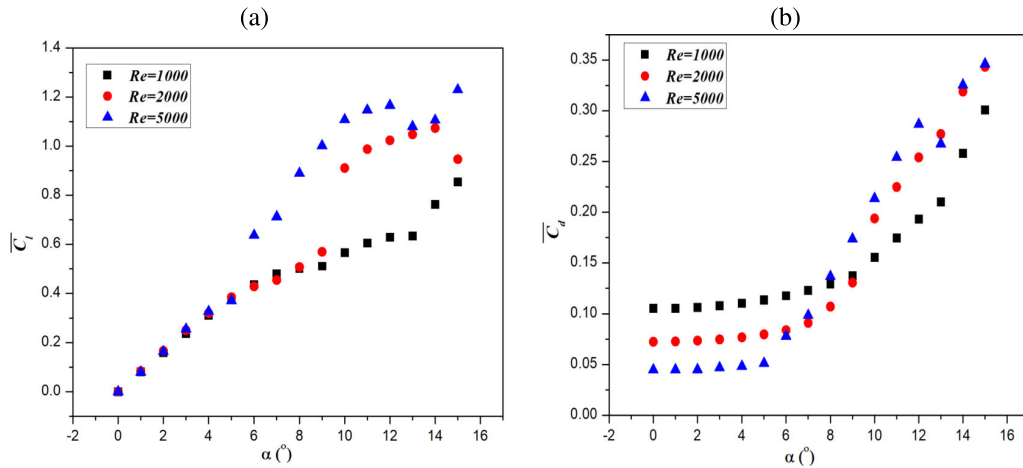 (a)
1.4
1.2
1.0
0.8
0.6
0.4
0.2
0.0
-2 0 2 4 6 8 10 12 14 16
Re=1000
Re=2000
Re=5000
C_l
α (°)
(b)
0.35
0.30
0.25
0.20
0.15
0.10
0.05
0.00
-2 0 2 4 6 8 10 12 14 16
Re=1000
Re=2000
Re=5000
C_d
α (°)